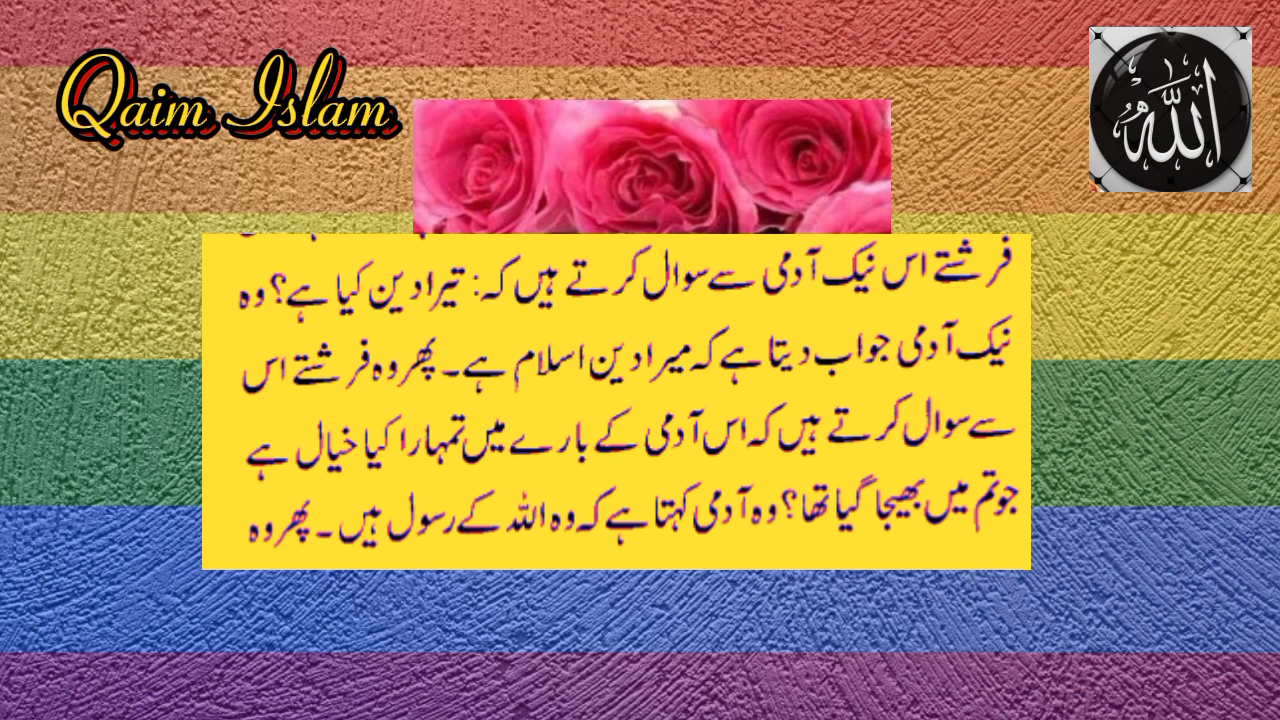 Qaim Islam
الله
فرشتے اس نیک آدمی سے سوال کرتے ہیں کہ: تیرا دین کیا ہے؟ وہ
نیک آدمی جواب دیتا ہے کہ میرا دین اسلام ہے۔ پھر وہ فرشتے اس
سے سوال کرتے ہیں کہ اس آدمی کے بارے میں تمہارا کیا خیال ہے
جو تم میں بھیجا گیا تھا؟ وہ آدمی کہتا ہے کہ وہ اللہ کے رسول ہیں ۔ پھر وہ